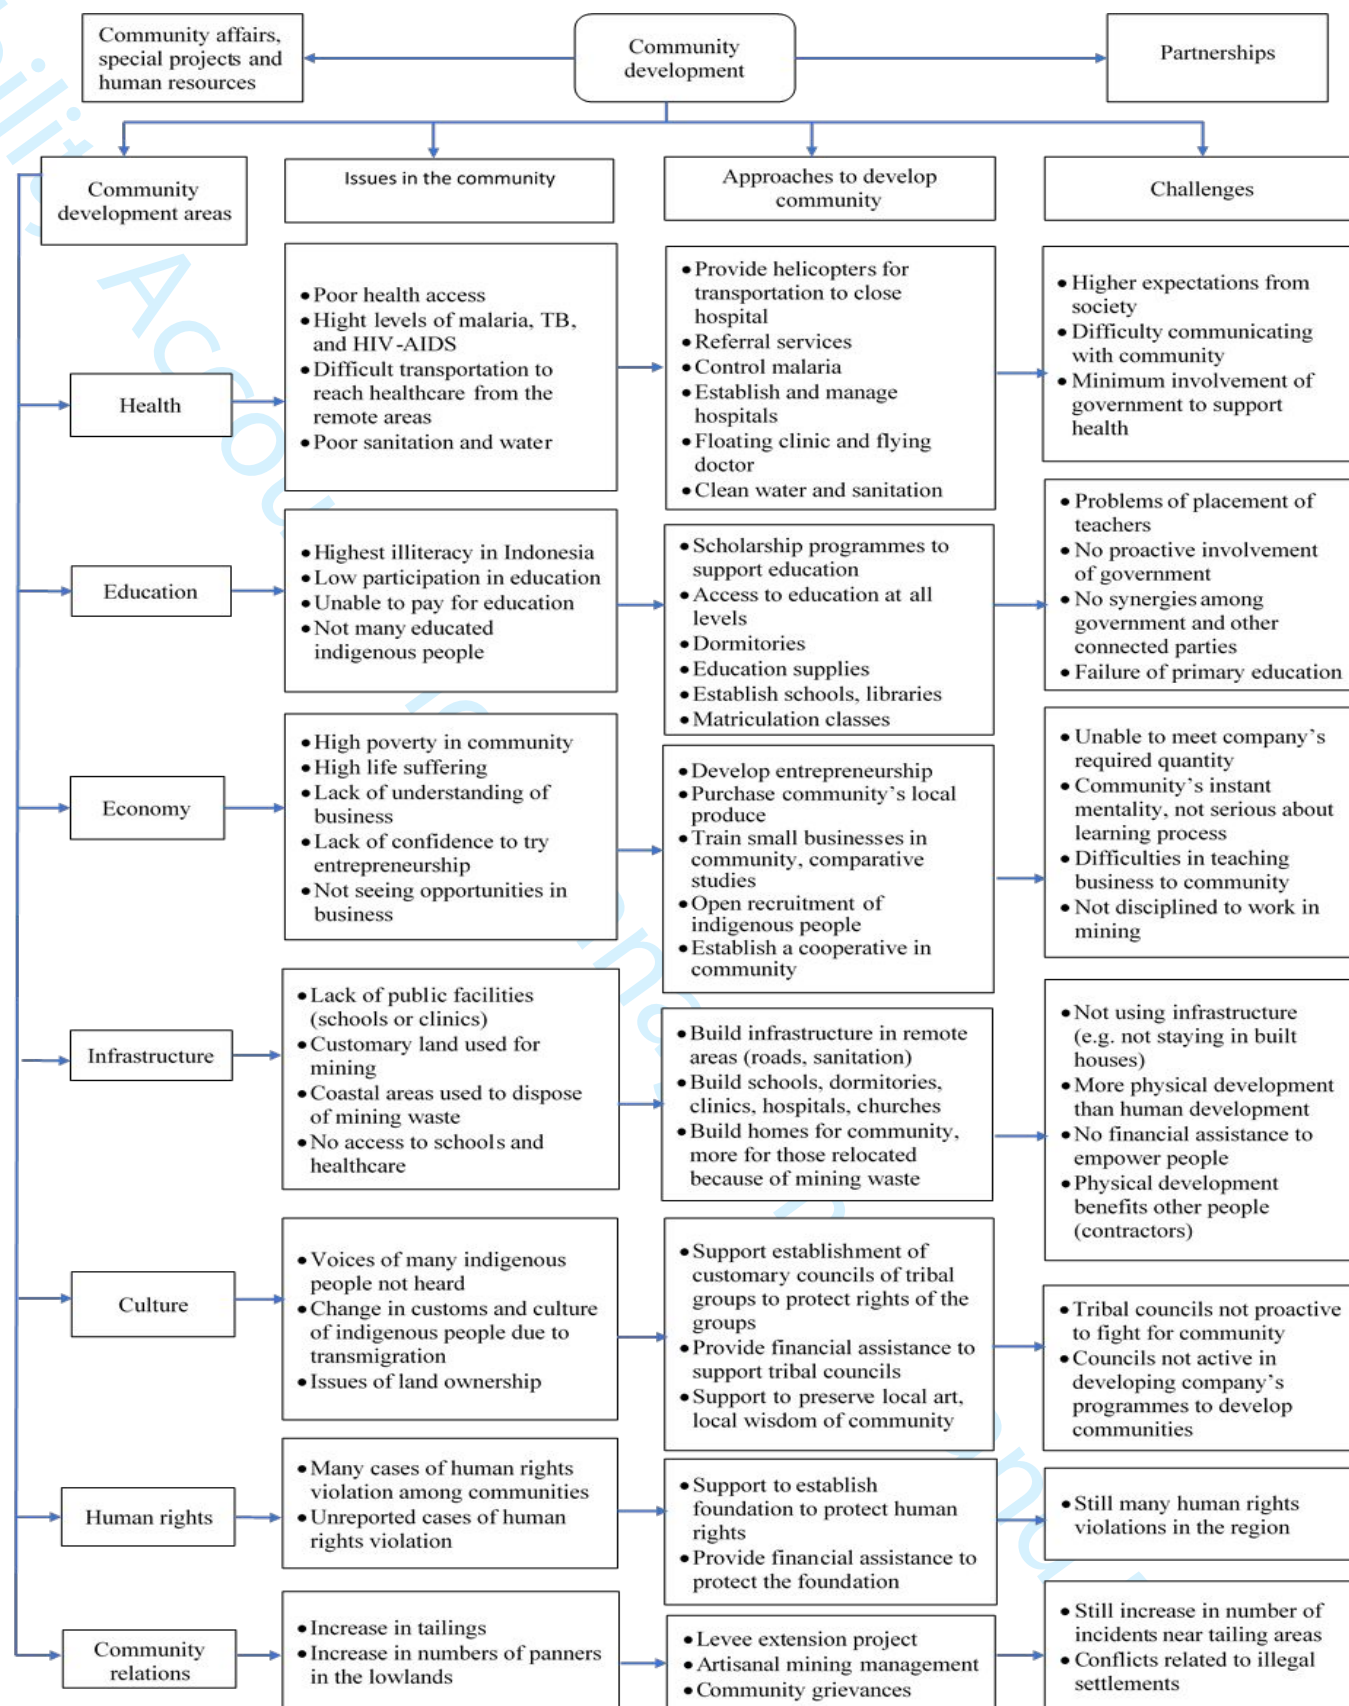 Community affairs,
special projects and
human resources
Community
development
Partnerships
Community
development areas
Issues in the community
Approaches to develop
community
Challenges
Health
• Poor health access
• Hight levels of malaria, TB,
and HIV-AIDS
• Difficult transportation to
reach healthcare from the
remote areas
• Poor sanitation and water
• Provide helicopters for
transportation to close
hospital
• Referral services
• Control malaria
• Establish and manage
hospitals
• Floating clinic and flying
doctor
• Clean water and sanitation
• Higher expectations from
society
• Difficulty communicating
with community
• Minimum involvement of
government to support
health
Education
• Highest illiteracy in Indonesia
• Low participation in education
• Unable to pay for education
• Not many educated
indigenous people
• Scholarship programmes to
support education
• Access to education at all
levels
• Dormitories
• Education supplies
• Establish schools, libraries
• Matriculation classes
• Problems of placement of
teachers
• No proactive involvement
of government
• No synergies among
government and other
connected parties
• Failure of primary education
Economy
• High poverty in community
• High life suffering
• Lack of understanding of
business
• Lack of confidence to try
entrepreneurship
• Not seeing opportunities in
business
• Develop entrepreneurship
• Purchase community's local
produce
• Train small businesses in
community, comparative
studies
• Open recruitment of
indigenous people
• Establish a cooperative in
community
• Unable to meet company's
required quantity
• Community's instant
mentality, not serious about
learning process
• Difficulties in teaching
business to community
• Not disciplined to work in
mining
Infrastructure
• Lack of public facilities
(schools or clinics)
• Customary land used for
mining
• Coastal areas used to dispose
of mining waste
• No access to schools and
healthcare
• Build infrastructure in remote
areas (roads, sanitation)
• Build schools, dormitories,
clinics, hospitals, churches
• Build homes for community,
more for those relocated
because of mining waste
• Not using infrastructure
(e.g. not staying in built
houses)
• More physical development
than human development
• No financial assistance to
empower people
• Physical development
benefits other people
(contractors)
Culture
• Voices of many indigenous
people not heard
• Change in customs and culture
of indigenous people due to
transmigration
• Issues of land ownership
• Support establishment of
customary councils of tribal
groups to protect rights of the
groups
• Provide financial assistance to
support tribal councils
• Support to preserve local art,
local wisdom of community
• Tribal councils not proactive
to fight for community
• Councils not active in
developing company's
programmes to develop
communities
Human rights
• Many cases of human rights
violation among communities
• Unreported cases of human
rights violation
• Support to establish
foundation to protect human
rights
• Provide financial assistance to
protect the foundation
• Still many human rights
violations in the region
Community
relations
• Increase in tailings
• Increase in numbers of panners
in the lowlands
• Levee extension project
• Artisanal mining management
• Community grievances
• Still increase in number of
incidents near tailing areas
• Conflicts related to illegal
settlements